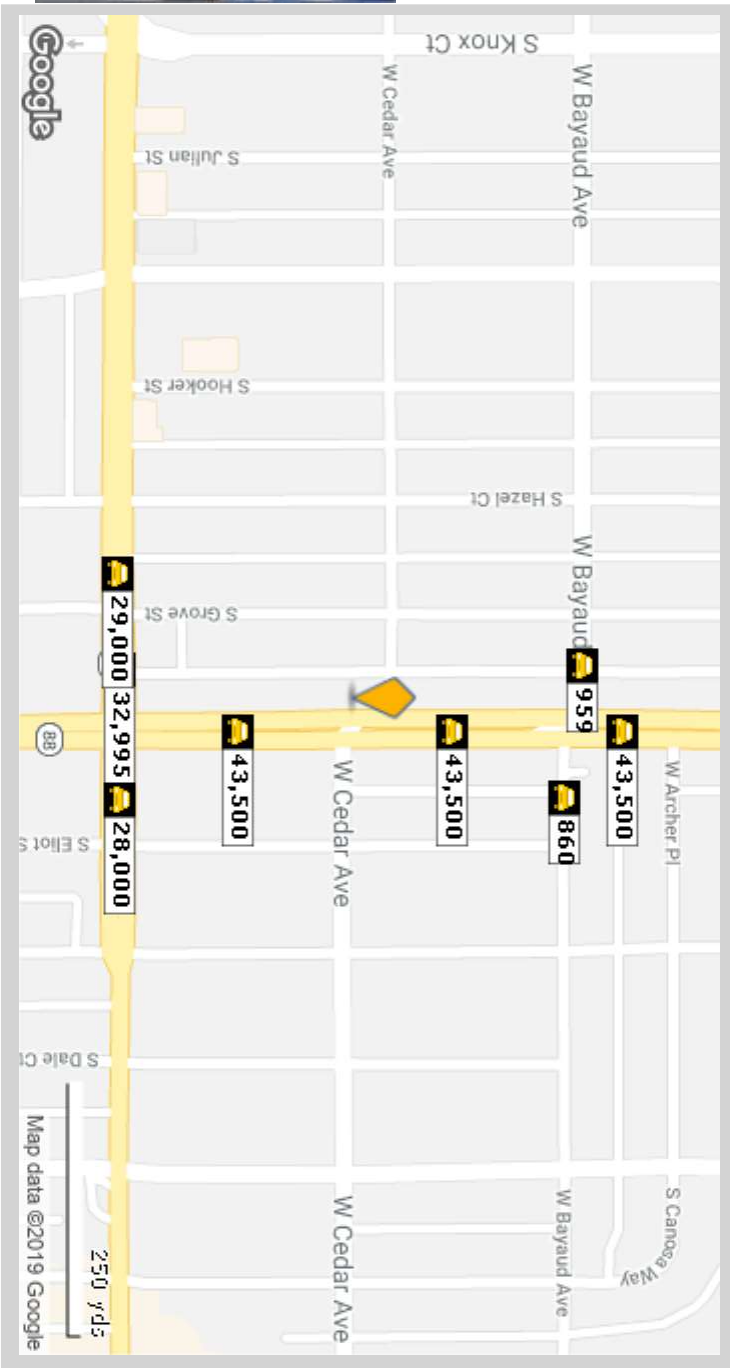 S Knox Ct
W Bayaud Ave
W Cedar Ave
S Julian St
S Hooker St
S Hazel Ct
W Bayaud
S Grove St
959
43,500
W Archer Pl
860
43,500
43,500
W Cedar Ave
29,000
32,995
28,000
88
S Eliot S
S Dale Ct
S Canosa Way
W Bayaud Ave
W Cedar Ave
250 yds
Google
Map data ©2019 Google